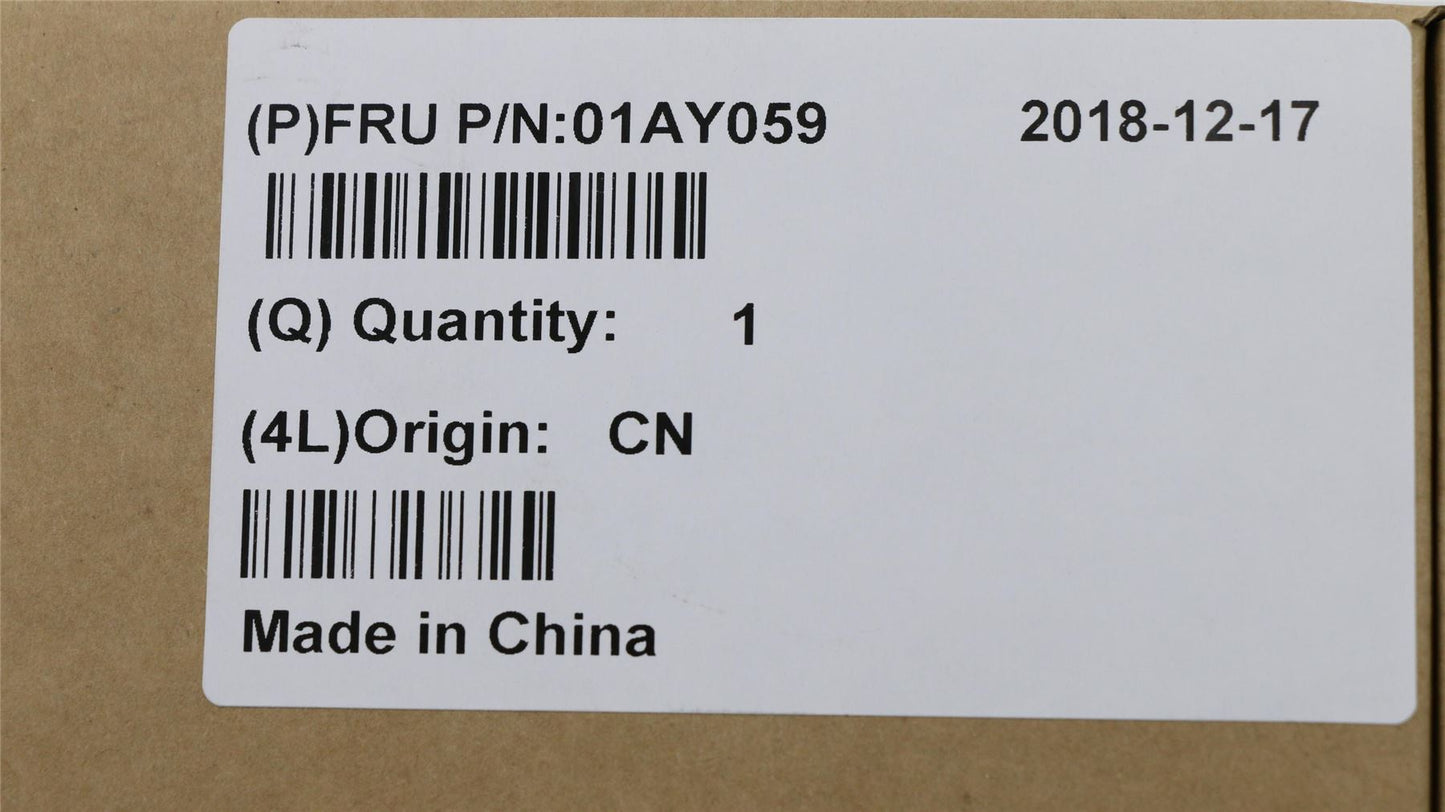 (P)FRU P/N:01AY059 2018-12-17
(Q) Quantity: 1
(4L)Origin: CN
Made in China